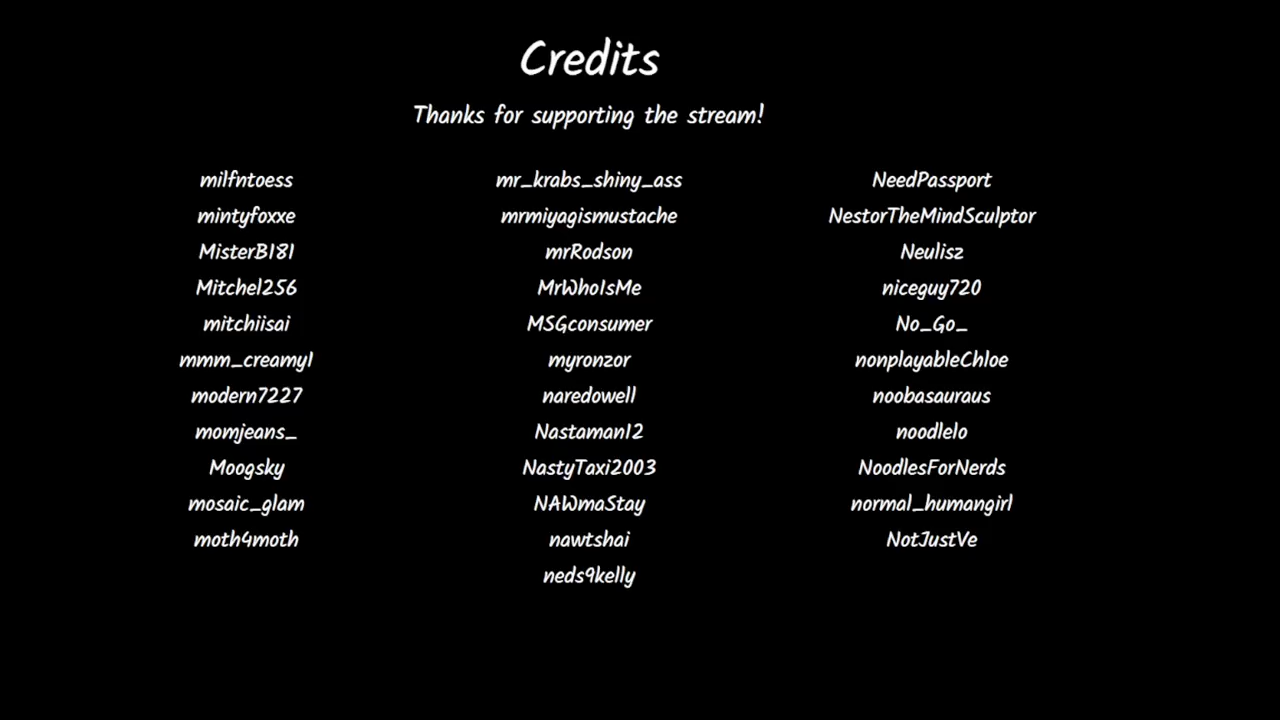 Credits
Thanks for supporting the stream!
milfntoess
mintyfoxxe
MisterB181
Mitchel256
mitchiisai
mmm_creamy1
modern7227
momjeans_
Moogsky
mosaic_glam
moth4moth
mr_krabs_shiny_ass
mrmiyagismustache
mrRodson
MrWhoIsMe
MSGconsumer
myronzor
naredowell
Nastaman12
NastyTaxi2003
NAWmaStay
nawtshai
neds9kelly
NeedPassport
NestorTheMindSculptor
Neulisz
niceguy720
No_Go_
nonplayableChloe
noobasauraus
noodlelo
NoodlesForNerds
normal_humangirl
NotJustVe